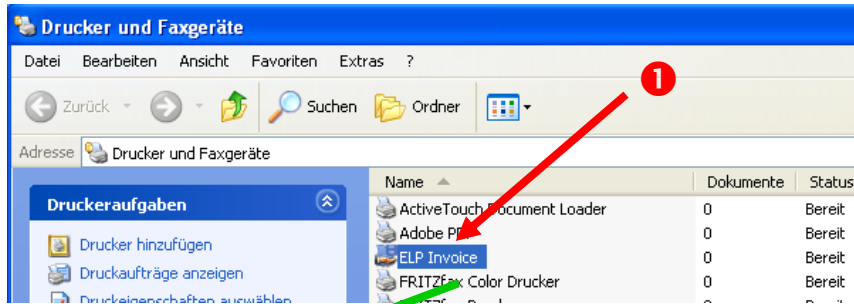 Drucker und Faxgeräte
Datei Bearbeiten Ansicht Favoriten Extras ?
1
Zurück Suchen Ordner
Adresse Drucker und Faxgeräte
Name Dokumente Status
Druckeraufgaben
ActiveTouch Document Loader 0 Bereit
Adobe 0 Bereit
Drucker hinzufügen
ELP Invoice 0 Bereit
Druckaufträge anzeigen
FRITZfax Color Drucker 0 Bereit
Druckeigenschaften auswählen